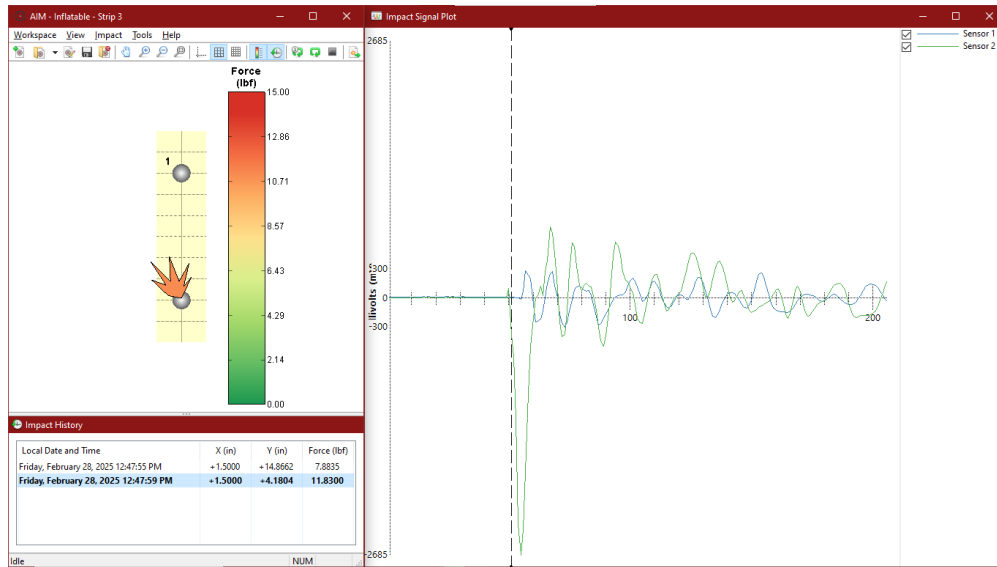 AIM - Inflatable - Strip 3
Workspace View Impact Tools Help
Force
(lbf)
15.00
12.86
10.71
8.57
6.43
4.29
2.14
0.00
1
Impact History
Local Date and Time X (in) Y (in) Force (lbf)
Friday, February 28, 2025 12:47:55 PM +1.5000 +14.8662 7.8835
Friday, February 28, 2025 12:47:59 PM +1.5000 +4.1804 11.8300
Idle NUM
Impact Signal Plot
2685
300
0
-300
-2685
llivolts (m
100
200
Sensor 1
Sensor 2